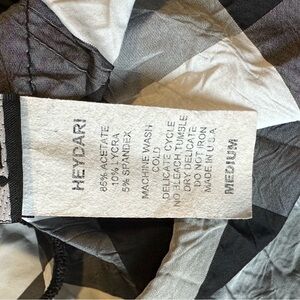 HEYDARI
85% ACETATE
10% LYCRA
5% SPANDEX
MACHINE WASH
COLD
DELICATE CYCLE
NO BLEACH TUMBLE
DRY DELICATE
DO NOT IRON
MADE IN U.S.A
MEDIUM